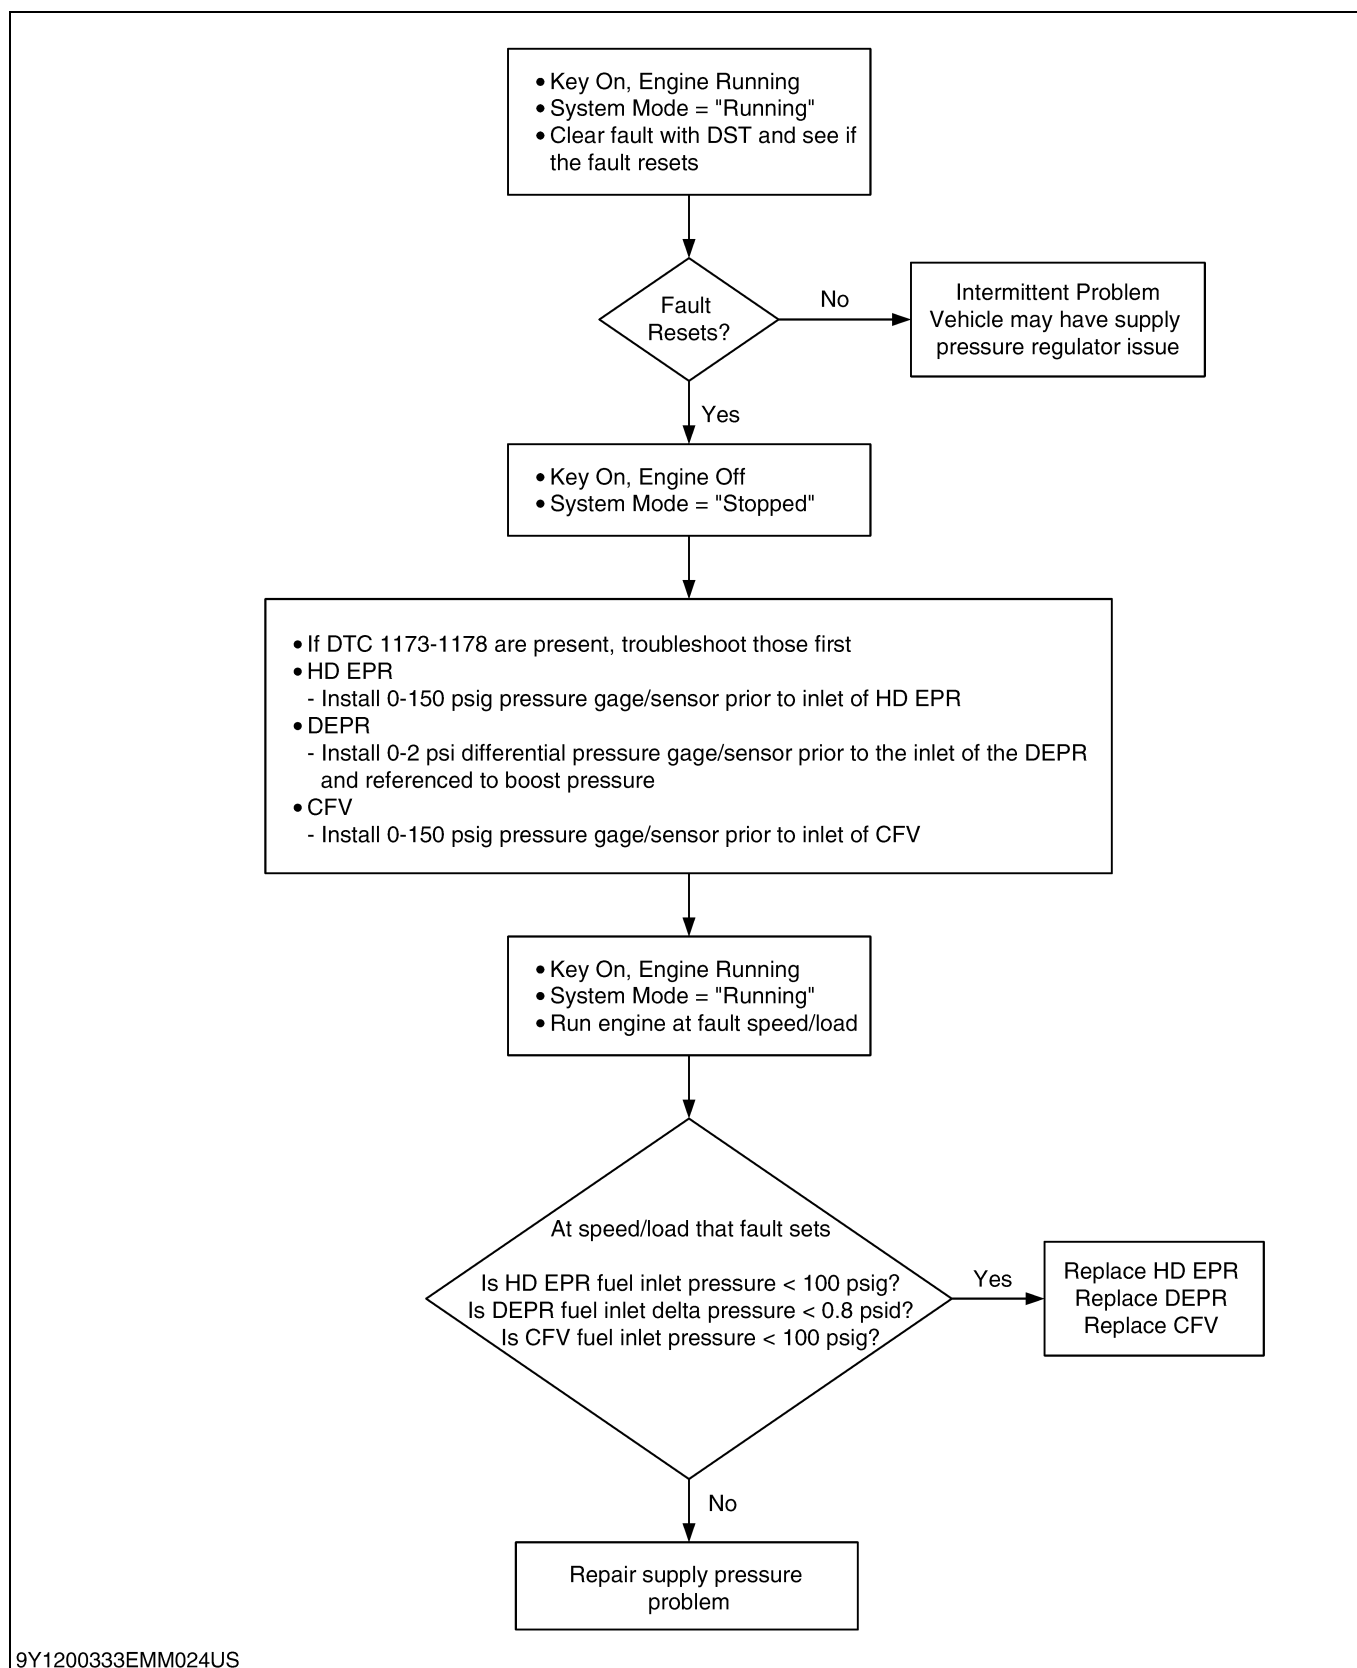 • Key On, Engine Running
• System Mode = "Running"
• Clear fault with DST and see if
the fault resets
Fault
Resets?
No
Intermittent Problem
Vehicle may have supply
pressure regulator issue
Yes
• Key On, Engine Off
• System Mode = "Stopped"
• If DTC 1173-1178 are present, troubleshoot those first
• HD EPR
- Install 0-150 psig pressure gage/sensor prior to inlet of HD EPR
• DEPR
- Install 0-2 psi differential pressure gage/sensor prior to the inlet of the DEPR
and referenced to boost pressure
• CFV
- Install 0-150 psig pressure gage/sensor prior to inlet of CFV
• Key On, Engine Running
• System Mode = "Running"
• Run engine at fault speed/load
At speed/load that fault sets
Is HD EPR fuel inlet pressure < 100 psig?
Is DEPR fuel inlet delta pressure < 0.8 psid?
Is CFV fuel inlet pressure < 100 psig?
Yes
Replace HD EPR
Replace DEPR
Replace CFV
No
Repair supply pressure
problem
9Y1200333EMM024US